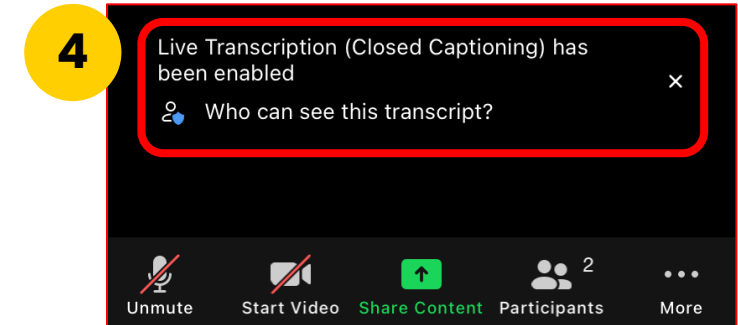 4
Live Transcription (Closed Captioning) has
been enabled
Who can see this transcript?
2
Unmute
Start Video
Share Content
Participants
More